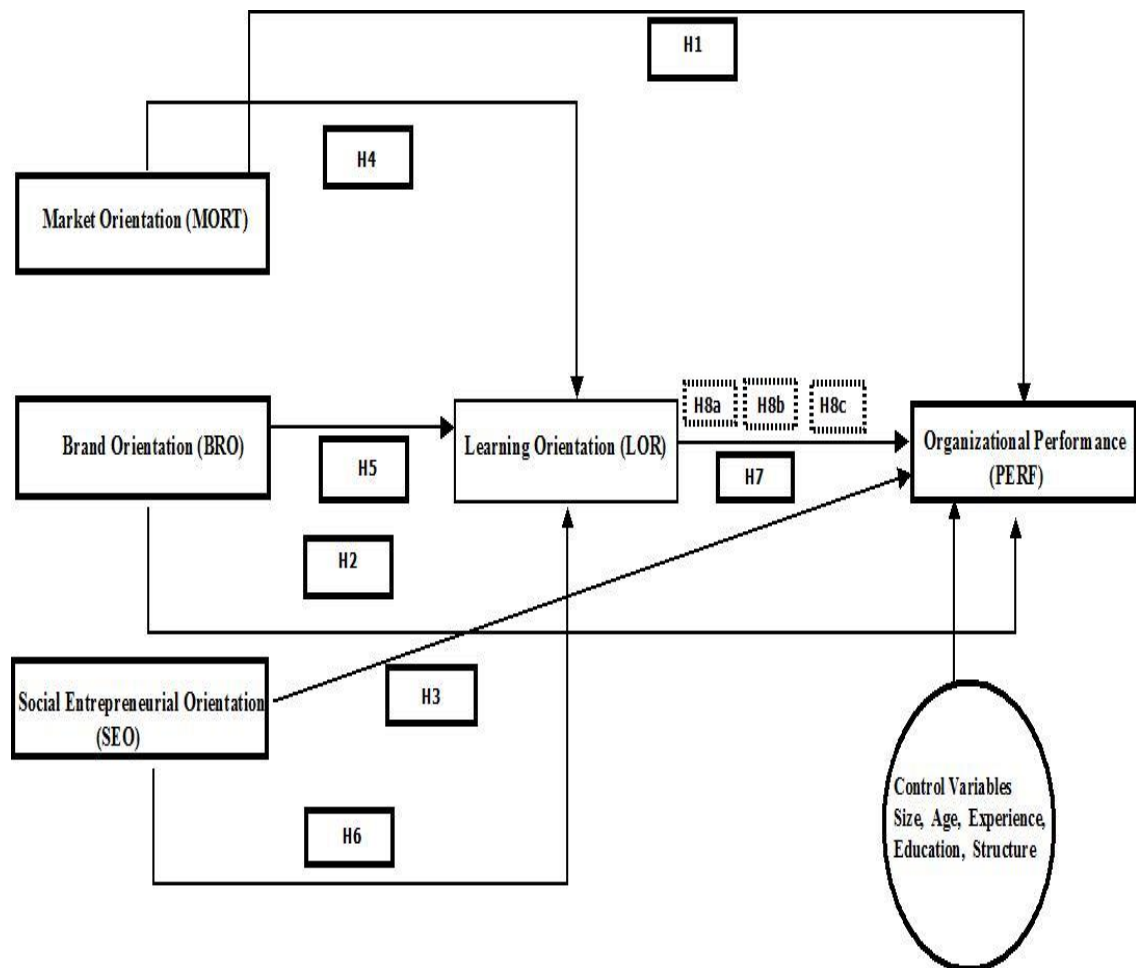 H1
H4
Market Orientation (MORT)
H8a
H8b
H8c
Brand Orientation (BRO)
Learning Orientation (LOR)
Organizational Performance
(PERF)
H5
H7
H2
Social Entrepreneurial Orientation
(SEO)
H3
Control Variables
Size, Age, Experience,
Education, Structure
H6